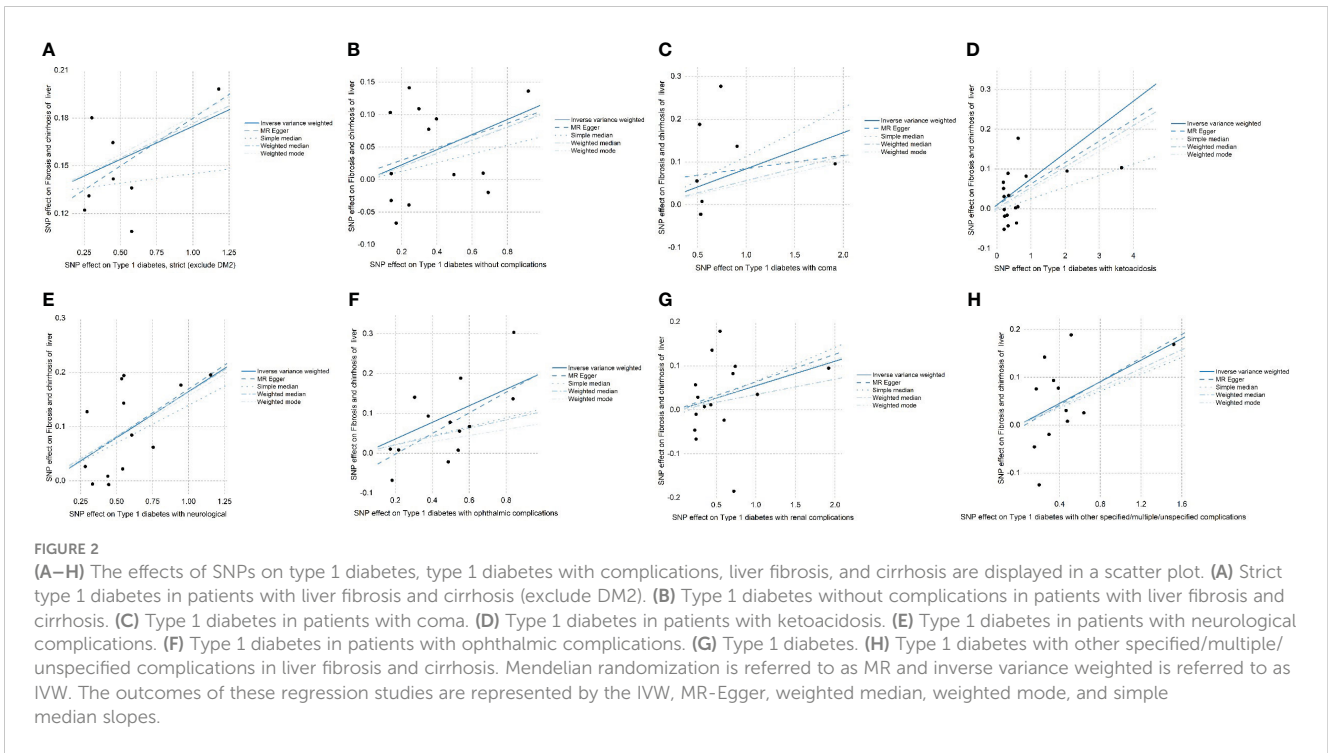 A
SNP effect on Fibrosis and chirrhosis of liver
0.21
0.18
0.15
0.12
0.25
0.50
0.75
1.00
1.25
SNP effect on Type 1 diabetes, strict (exclude DM2)
Inverse variance weighted
MR Egger
Simple median
Weighted median
Weighted mode
B
SNP effect on Fibrosis and chirrhosis of liver
0.15
0.10
0.05
0.00
-0.05
-0.10
0.2
0.4
0.6
0.8
SNP effect on Type 1 diabetes without complications
Inverse variance weighted
MR Egger
Simple median
Weighted median
Weighted mode
C
SNP effect on Fibrosis and chirrhosis of liver
0.3
0.2
0.1
0.0
-0.1
0.5
1.0
1.5
2.0
SNP effect on Type 1 diabetes with coma
Inverse variance weighted
MR Egger
Simple median
Weighted median
Weighted mode
D
SNP effect on Fibrosis and chirrhosis of liver
0.3
0.2
0.1
0.0
-0.1
0
1
2
3
4
SNP effect on Type 1 diabetes with ketoacidosis
Inverse variance weighted
MR Egger
Simple median
Weighted median
Weighted mode
E
SNP effect on Fibrosis and chirrhosis of liver
0.3
0.2
0.1
0.0
0.25
0.50
0.75
1.00
1.25
SNP effect on Type 1 diabetes with neurological
Inverse variance weighted
MR Egger
Simple median
Weighted median
Weighted mode
F
SNP effect on Fibrosis and chirrhosis of liver
0.3
0.2
0.1
0.0
-0.1
0.2
0.4
0.6
0.8
SNP effect on Type 1 diabetes with ophthalmic complications
Inverse variance weighted
MR Egger
Simple median
Weighted median
Weighted mode
G
SNP effect on Fibrosis and chirrhosis of liver
0.2
0.1
0.0
-0.1
-0.2
0.5
1.0
1.5
2.0
SNP effect on Type 1 diabetes with renal complications
Inverse variance weighted
MR Egger
Simple median
Weighted median
Weighted mode
H
SNP effect on Fibrosis and chirrhosis of liver
0.2
0.1
0.0
-0.1
0.4
0.8
1.2
1.6
SNP effect on Type 1 diabetes with other specified/multiple/unspecified complications
Inverse variance weighted
MR Egger
Simple median
Weighted median
Weighted mode
FIGURE 2
(A–H) The effects of SNPs on type 1 diabetes, type 1 diabetes with complications, liver fibrosis, and cirrhosis are displayed in a scatter plot. (A) Strict
type 1 diabetes in patients with liver fibrosis and cirrhosis (exclude DM2). (B) Type 1 diabetes without complications in patients with liver fibrosis and
cirrhosis. (C) Type 1 diabetes in patients with coma. (D) Type 1 diabetes in patients with ketoacidosis. (E) Type 1 diabetes in patients with neurological
complications. (F) Type 1 diabetes in patients with ophthalmic complications. (G) Type 1 diabetes. (H) Type 1 diabetes with other specified/multiple/
unspecified complications in liver fibrosis and cirrhosis. Mendelian randomization is referred to as MR and inverse variance weighted is referred to as
IVW. The outcomes of these regression studies are represented by the IVW, MR-Egger, weighted median, weighted mode, and simple
median slopes.